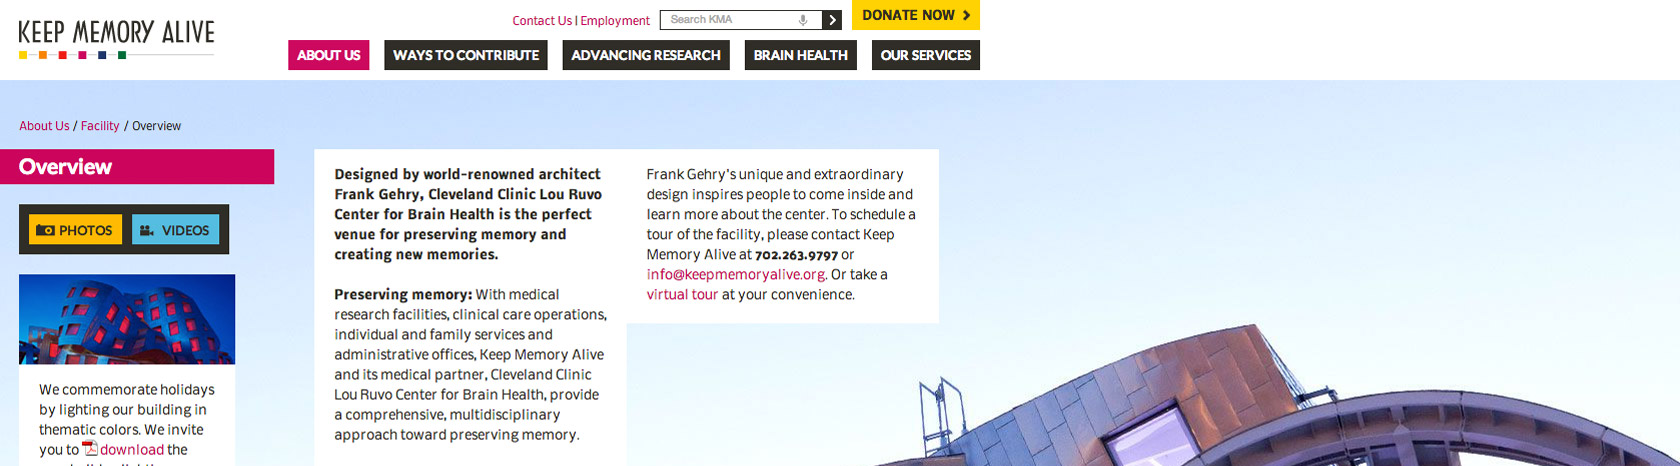 KEEP MEMORY ALIVE
Contact Us | Employment
Search KMA
DONATE NOW
ABOUT US
WAYS TO CONTRIBUTE
ADVANCING RESEARCH
BRAIN HEALTH
OUR SERVICES
About Us / Facility / Overview
Overview
PHOTOS
VIDEOS
We commemorate holidays
by lighting our building in
thematic colors. We invite
you to download the
Designed by world-renowned architect
Frank Gehry, Cleveland Clinic Lou Ruvo
Center for Brain Health is the perfect
venue for preserving memory and
creating new memories.
Preserving memory: With medical
research facilities, clinical care operations,
individual and family services and
administrative offices, Keep Memory Alive
and its medical partner, Cleveland Clinic
Lou Ruvo Center for Brain Health, provide
a comprehensive, multidisciplinary
approach toward preserving memory.
Frank Gehry's unique and extraordinary
design inspires people to come inside and
learn more about the center. To schedule a
tour of the facility, please contact Keep
Memory Alive at 702.263.9797 or
info@keepmemoryalive.org. Or take a
virtual tour at your convenience.